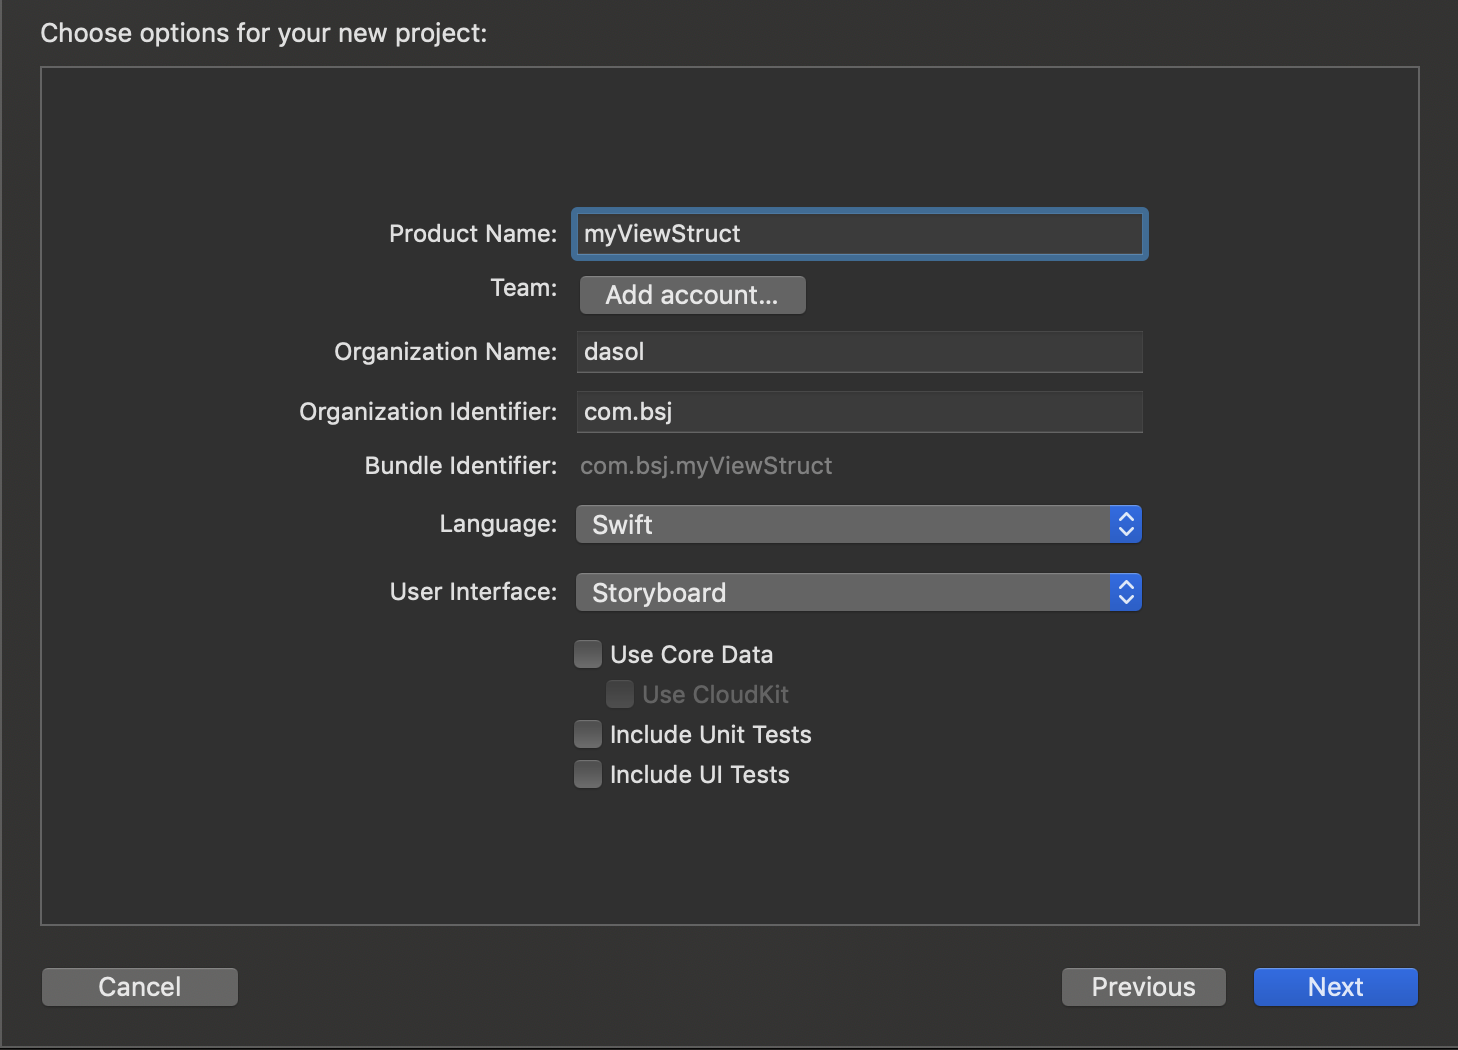 Choose options for your new project:
Product Name: myViewStruct
Team: Add account...
Organization Name: dasol
Organization Identifier: com.bsj
Bundle Identifier: com.bsj.myViewStruct
Language: Swift
User Interface: Storyboard
Use Core Data
Use CloudKit
Include Unit Tests
Include UI Tests
Cancel Previous Next